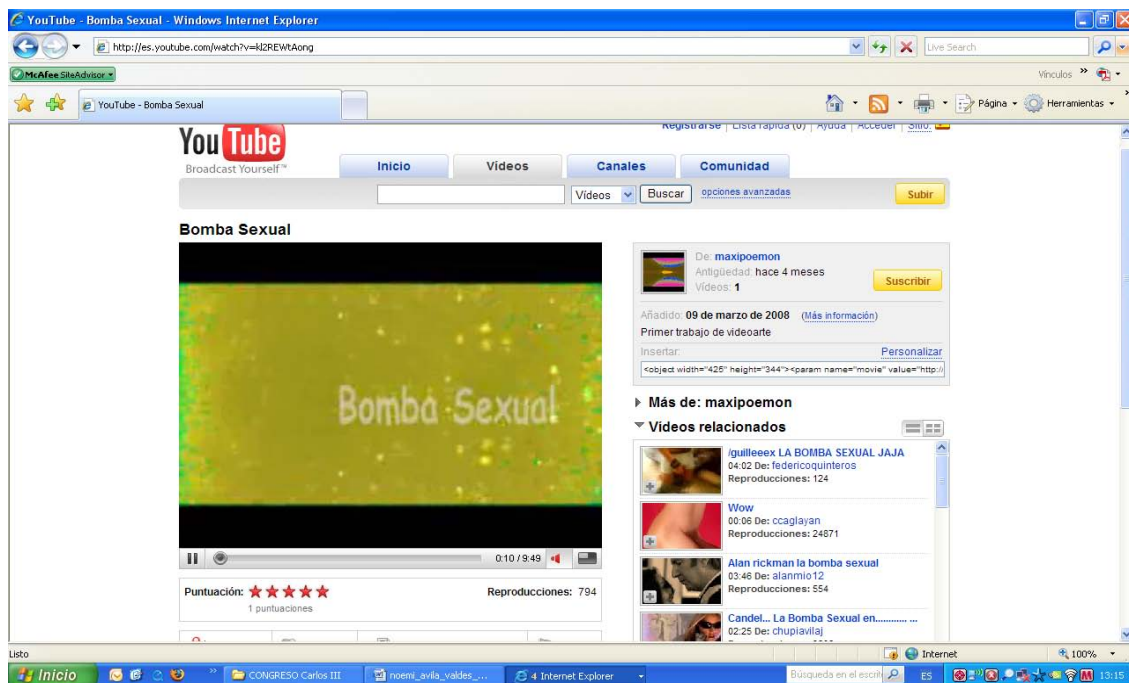 YouTube - Bomba Sexual - Windows Internet Explorer
http://es.youtube.com/watch?v=kl2REWtAong
Live Search
McAfee SiteAdvisor
Vínculos »
YouTube - Bomba Sexual
Página
Herramientas
Registrarse | Lista rápida (0) | Ayuda | Acceder | Sitio:
You Tube
Broadcast Yourself™
Inicio
Vídeos
Canales
Comunidad
Vídeos
Buscar
opciones avanzadas
Subir
Bomba Sexual
Bomba Sexual
0:10 / 9:49
Puntuación:
1 puntuaciones
Reproducciones: 794
De: maxipoemon
Antigüedad: hace 4 meses
Vídeos: 1
Suscribir
Añadido: 09 de marzo de 2008 (Más información)
Primer trabajo de videoarte
Insertar:
Personalizar
<object width="425" height="344"><param name="movie" value="http://
Más de: maxipoemon
Vídeos relacionados
/guilleeex LA BOMBA SEXUAL JAJA
04:02 De: federicoquinteros
Reproducciones: 124
Wow
00:06 De: ccaglayan
Reproducciones: 24871
Alan rickman la bomba sexual
03:46 De: alanmio12
Reproducciones: 554
Candel... La Bomba Sexual en............ ...
02:25 De: chupiavilaj
Listo
Internet
100%
Inicio
»
CONGRESO Carlos III
noemi_avila_valdes_...
4 Internet Explorer
Búsqueda en el escrit
ES
13:15